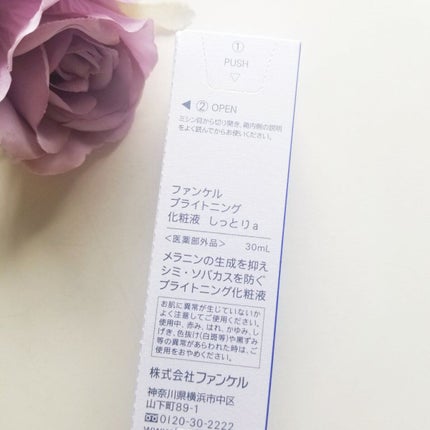 ①
PUSH
▽
◀ ② OPEN
ミシン目から切り開き、箱内側の説明
をよく読んでからお使いください。
ファンケル
ブライトニング
化粧液 しっとりa
＜医薬部外品＞ 30mL
メラニンの生成を抑え
シミ・ソバカスを防ぐ
ブライトニング化粧液
お肌に異常が生じていないか
よく注意してご使用ください。
使用中、赤み、はれ、かゆみ、し
げき、色抜け(白斑等)や黒ずみ
等の異常があらわれた時は、ご
使用をおやめください。
株式会社ファンケル
神奈川県横浜市中区
山下町89-1
0120-30-2222